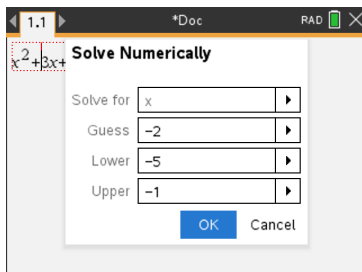 1.1 *Doc RAD
x²+3x+
Solve Numerically
Solve for x
Guess -2
Lower -5
Upper -1
OK Cancel